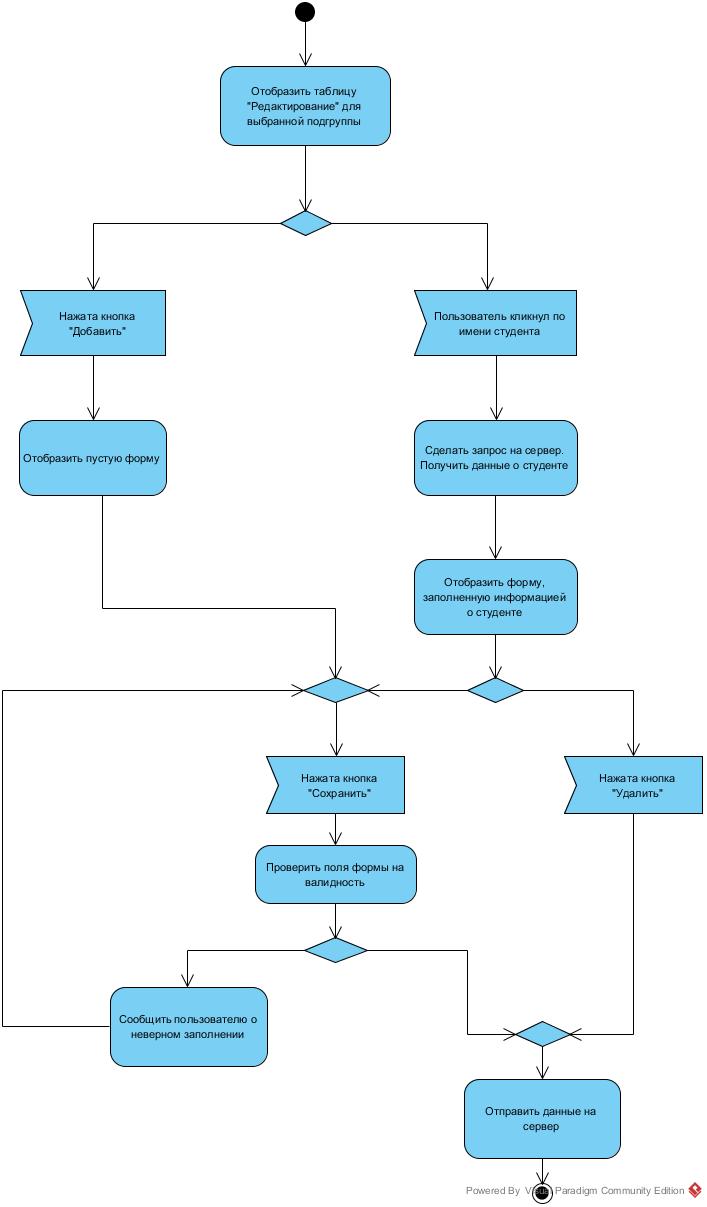 Отобразить таблицу
"Редактирование" для
выбранной подгруппы
Нажата кнопка
"Добавить"
Пользователь кликнул по
имени студента
Отобразить пустую форму
Сделать запрос на сервер.
Получить данные о студенте
Отобразить форму,
заполненную информацией
о студенте
Нажата кнопка
"Сохранить"
Нажата кнопка
"Удалить"
Проверить поля формы на
валидность
Сообщить пользователю о
неверном заполнении
Отправить данные на
сервер
Powered By Visual Paradigm Community Edition